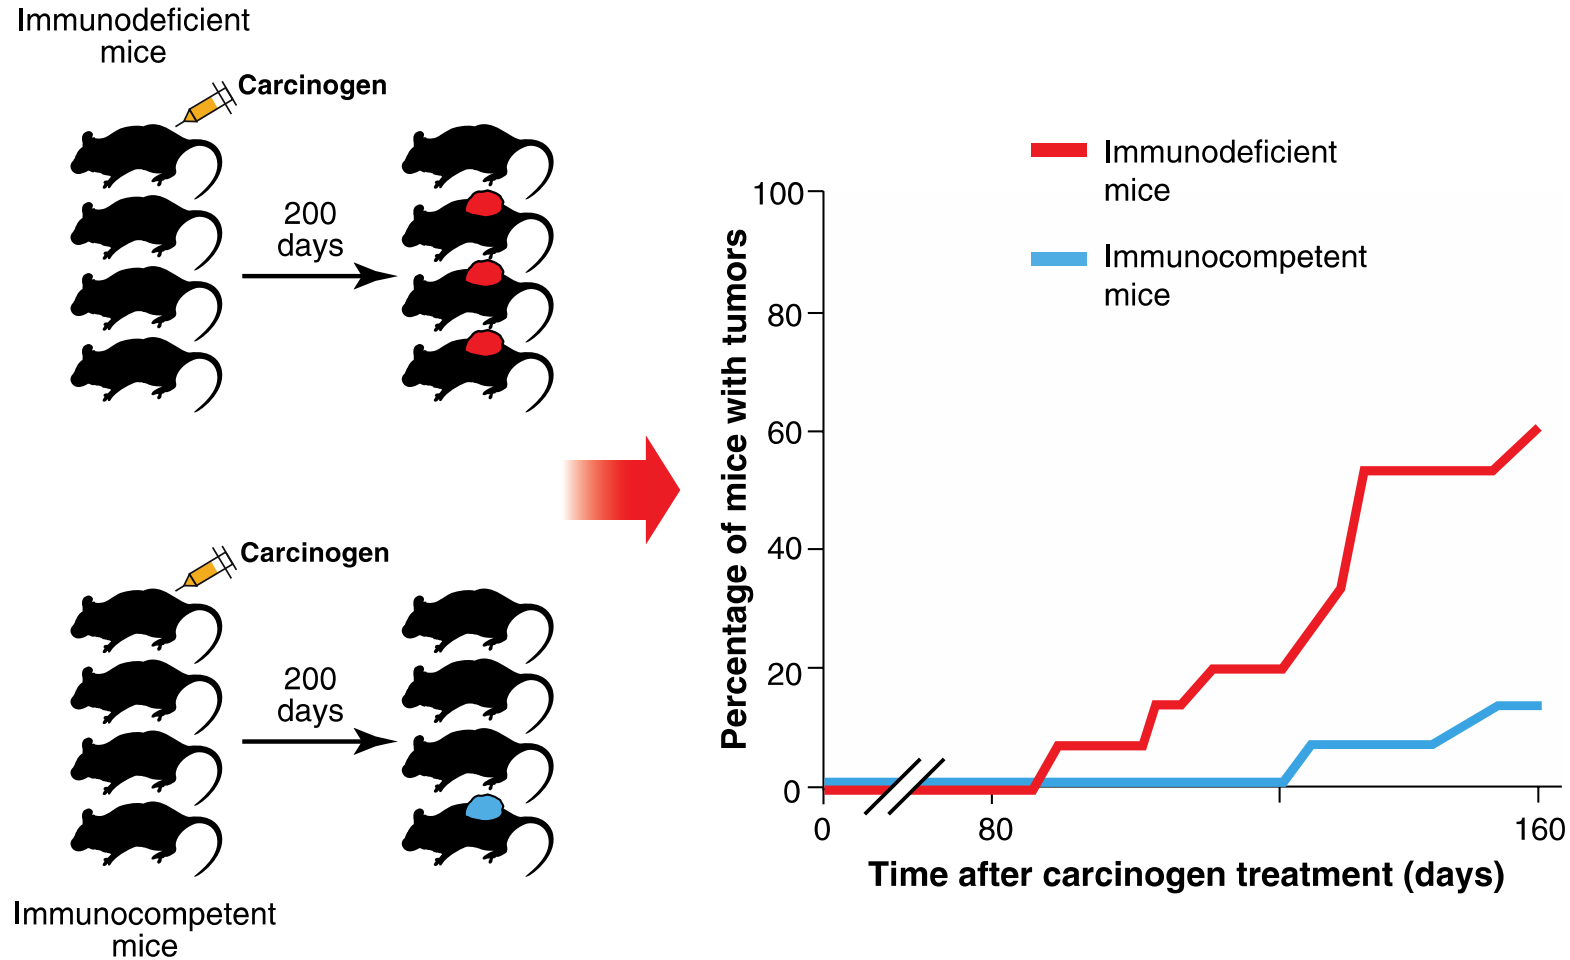 Immunodeficient
mice
Carcinogen
200
days
Carcinogen
200
days
Immunocompetent
mice
Immunodeficient
mice
Immunocompetent
mice
Percentage of mice with tumors
100
80
60
40
20
0
0
80
160
Time after carcinogen treatment (days)